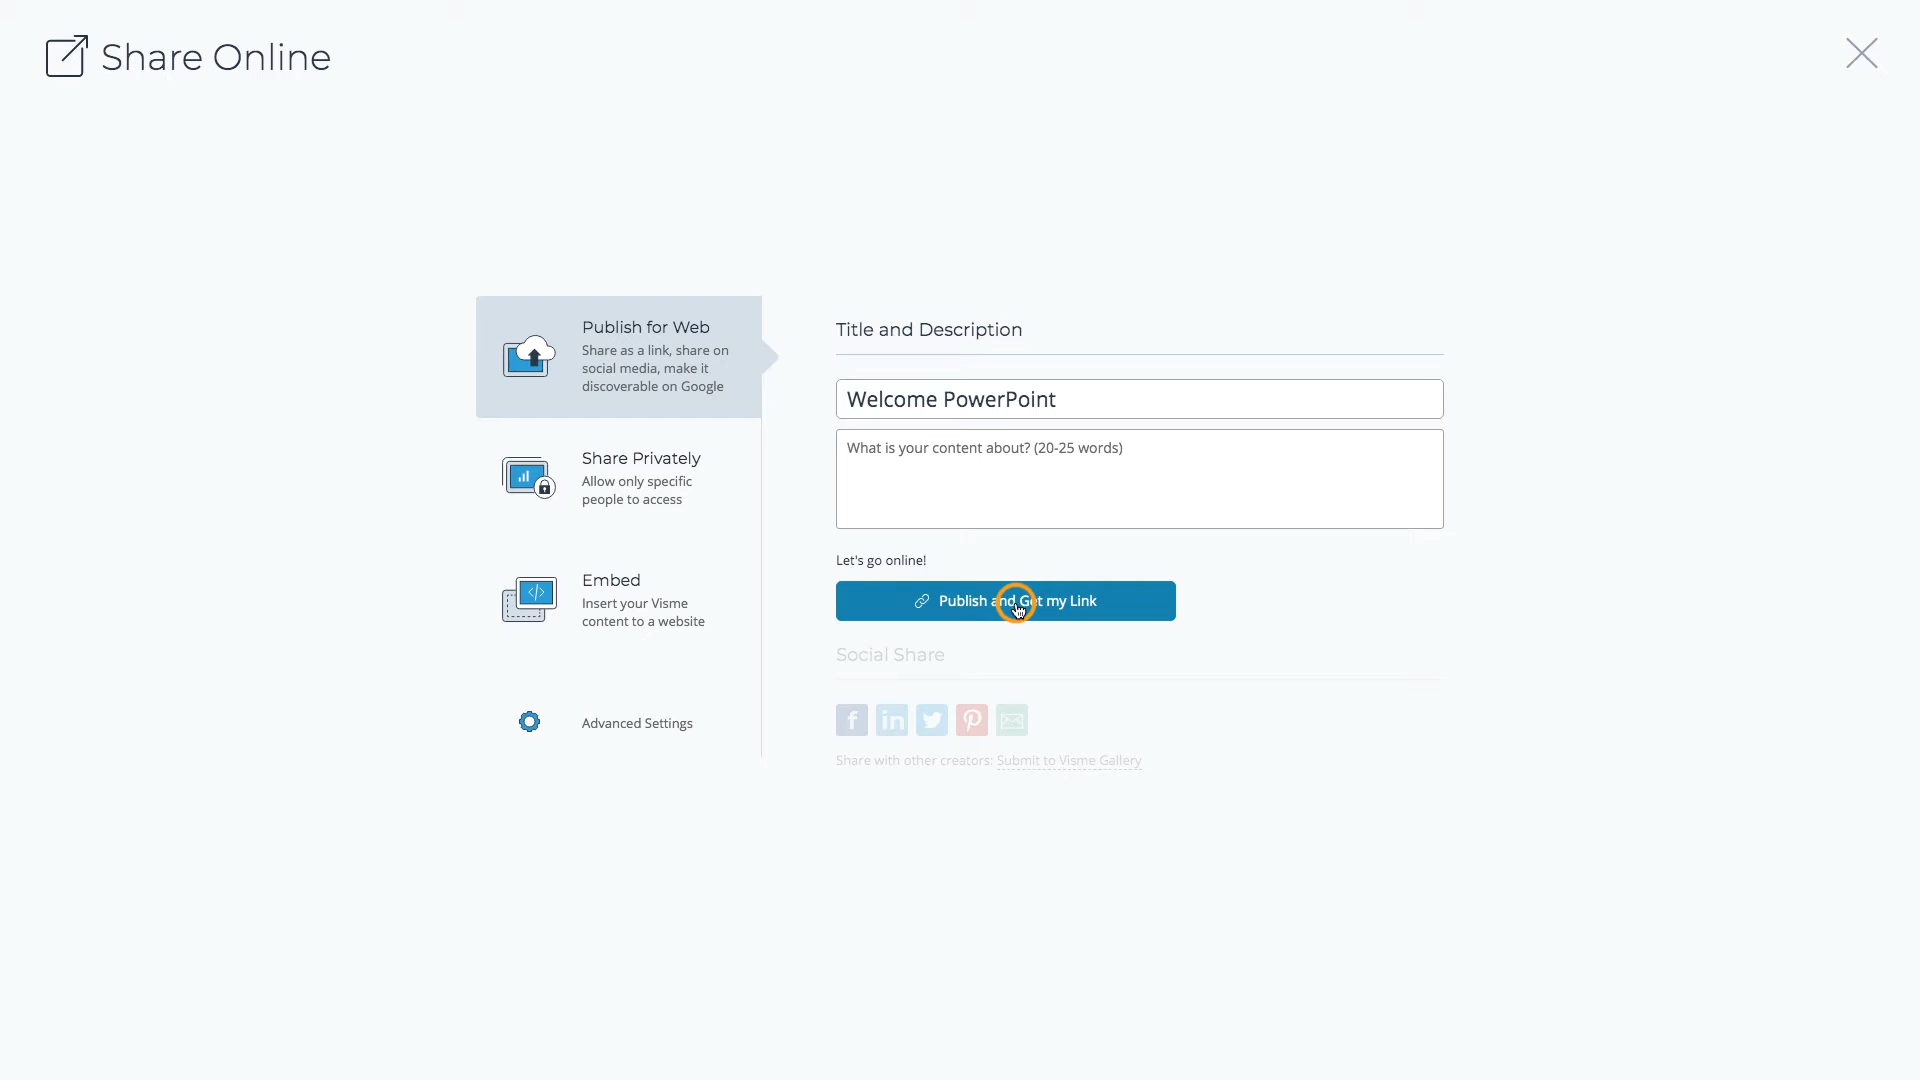 Share Online
Publish for Web
Share as a link, share on
social media, make it
discoverable on Google
Share Privately
Allow only specific
people to access
Embed
Insert your Visme
content to a website
Advanced Settings
Title and Description
Welcome PowerPoint
What is your content about? (20-25 words)
Let's go online!
Publish and Get my Link
Social Share
Share with other creators: Submit to Visme Gallery